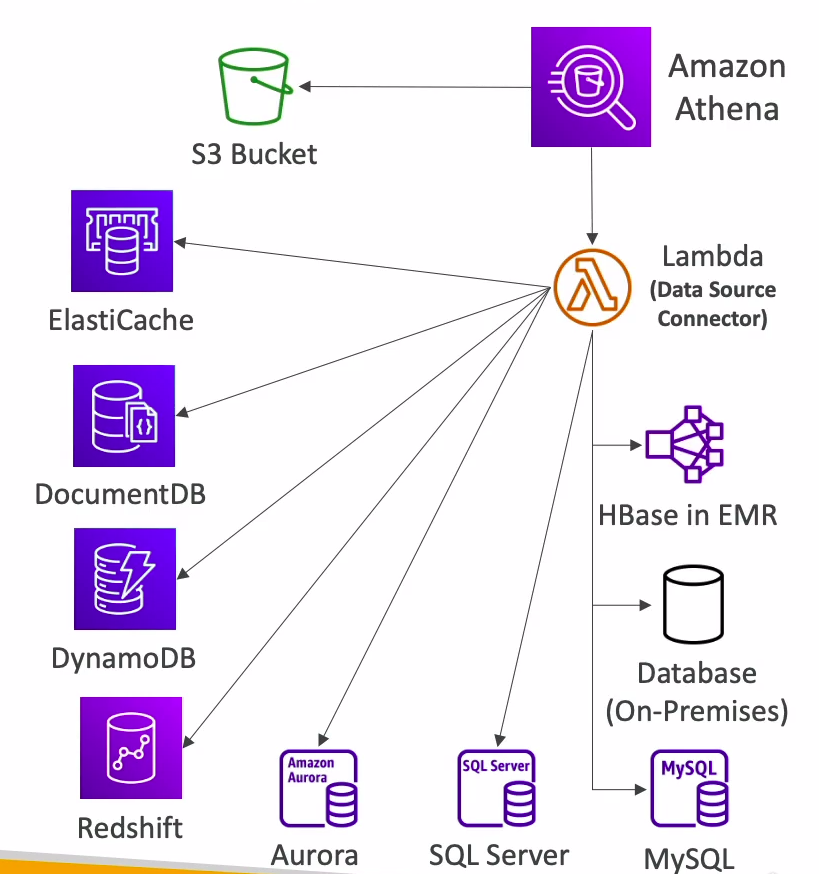 Amazon
Athena
S3 Bucket
Lambda
(Data Source
Connector)
ElastiCache
DocumentDB
HBase in EMR
DynamoDB
Database
(On-Premises)
Redshift
Amazon
Aurora
Aurora
SQL Server
SQL Server
MySQL
MySQL